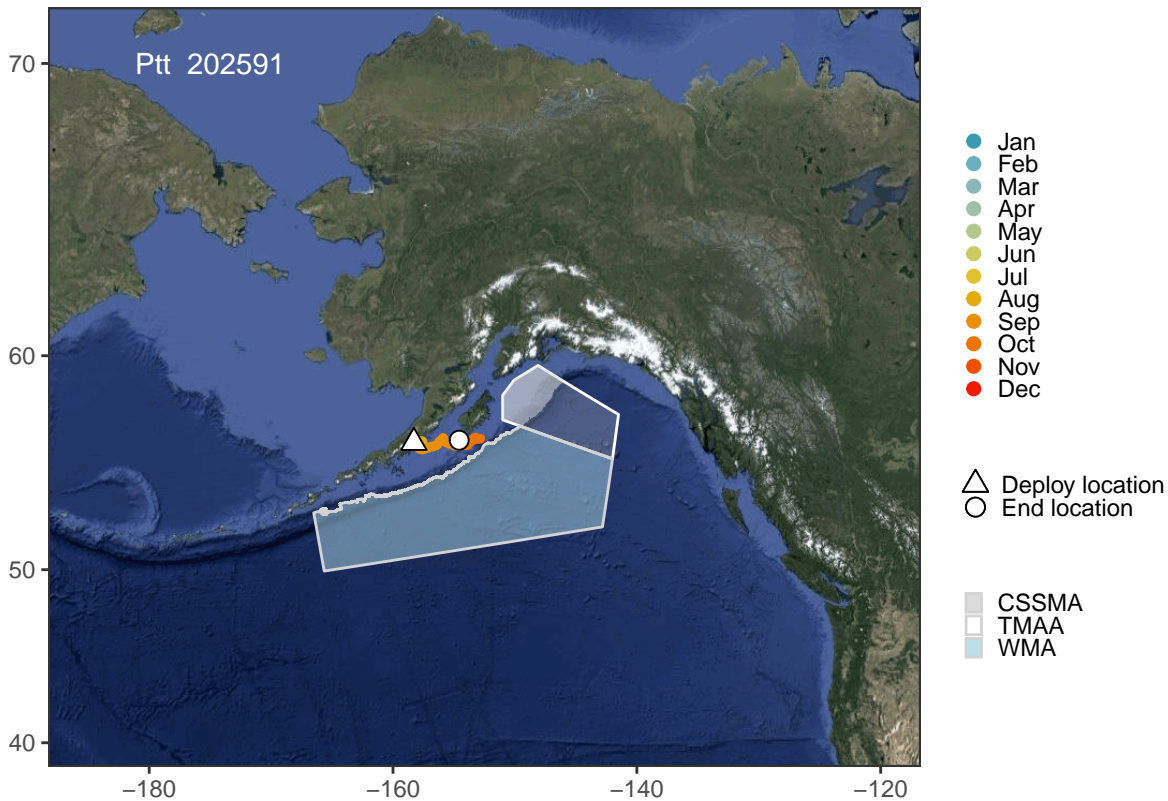 Ptt 202591
70
60
50
40
−180
−160
−140
−120
Jan
Feb
Mar
Apr
May
Jun
Jul
Aug
Sep
Oct
Nov
Dec
Deploy location
End location
CSSMA
TMAA
WMA